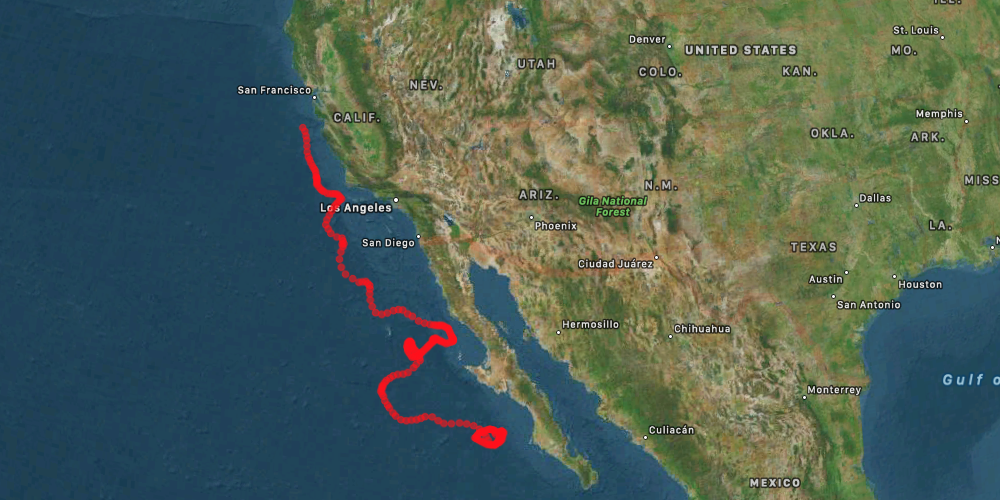 Denver
UNITED STATES
St. Louis
MO.
UTAH
COLO.
KAN.
NEV.
San Francisco
CALIF.
Memphis
OKLA.
ARK.
MISS
N.M.
ARIZ.
Gila National
Forest
Los Angeles
Dallas
Phoenix
LA.
San Diego
TEXAS
Ciudad Juárez
Austin
Houston
San Antonio
Hermosillo
Chihuahua
Gulf o
Monterrey
Culiacán
MEXICO